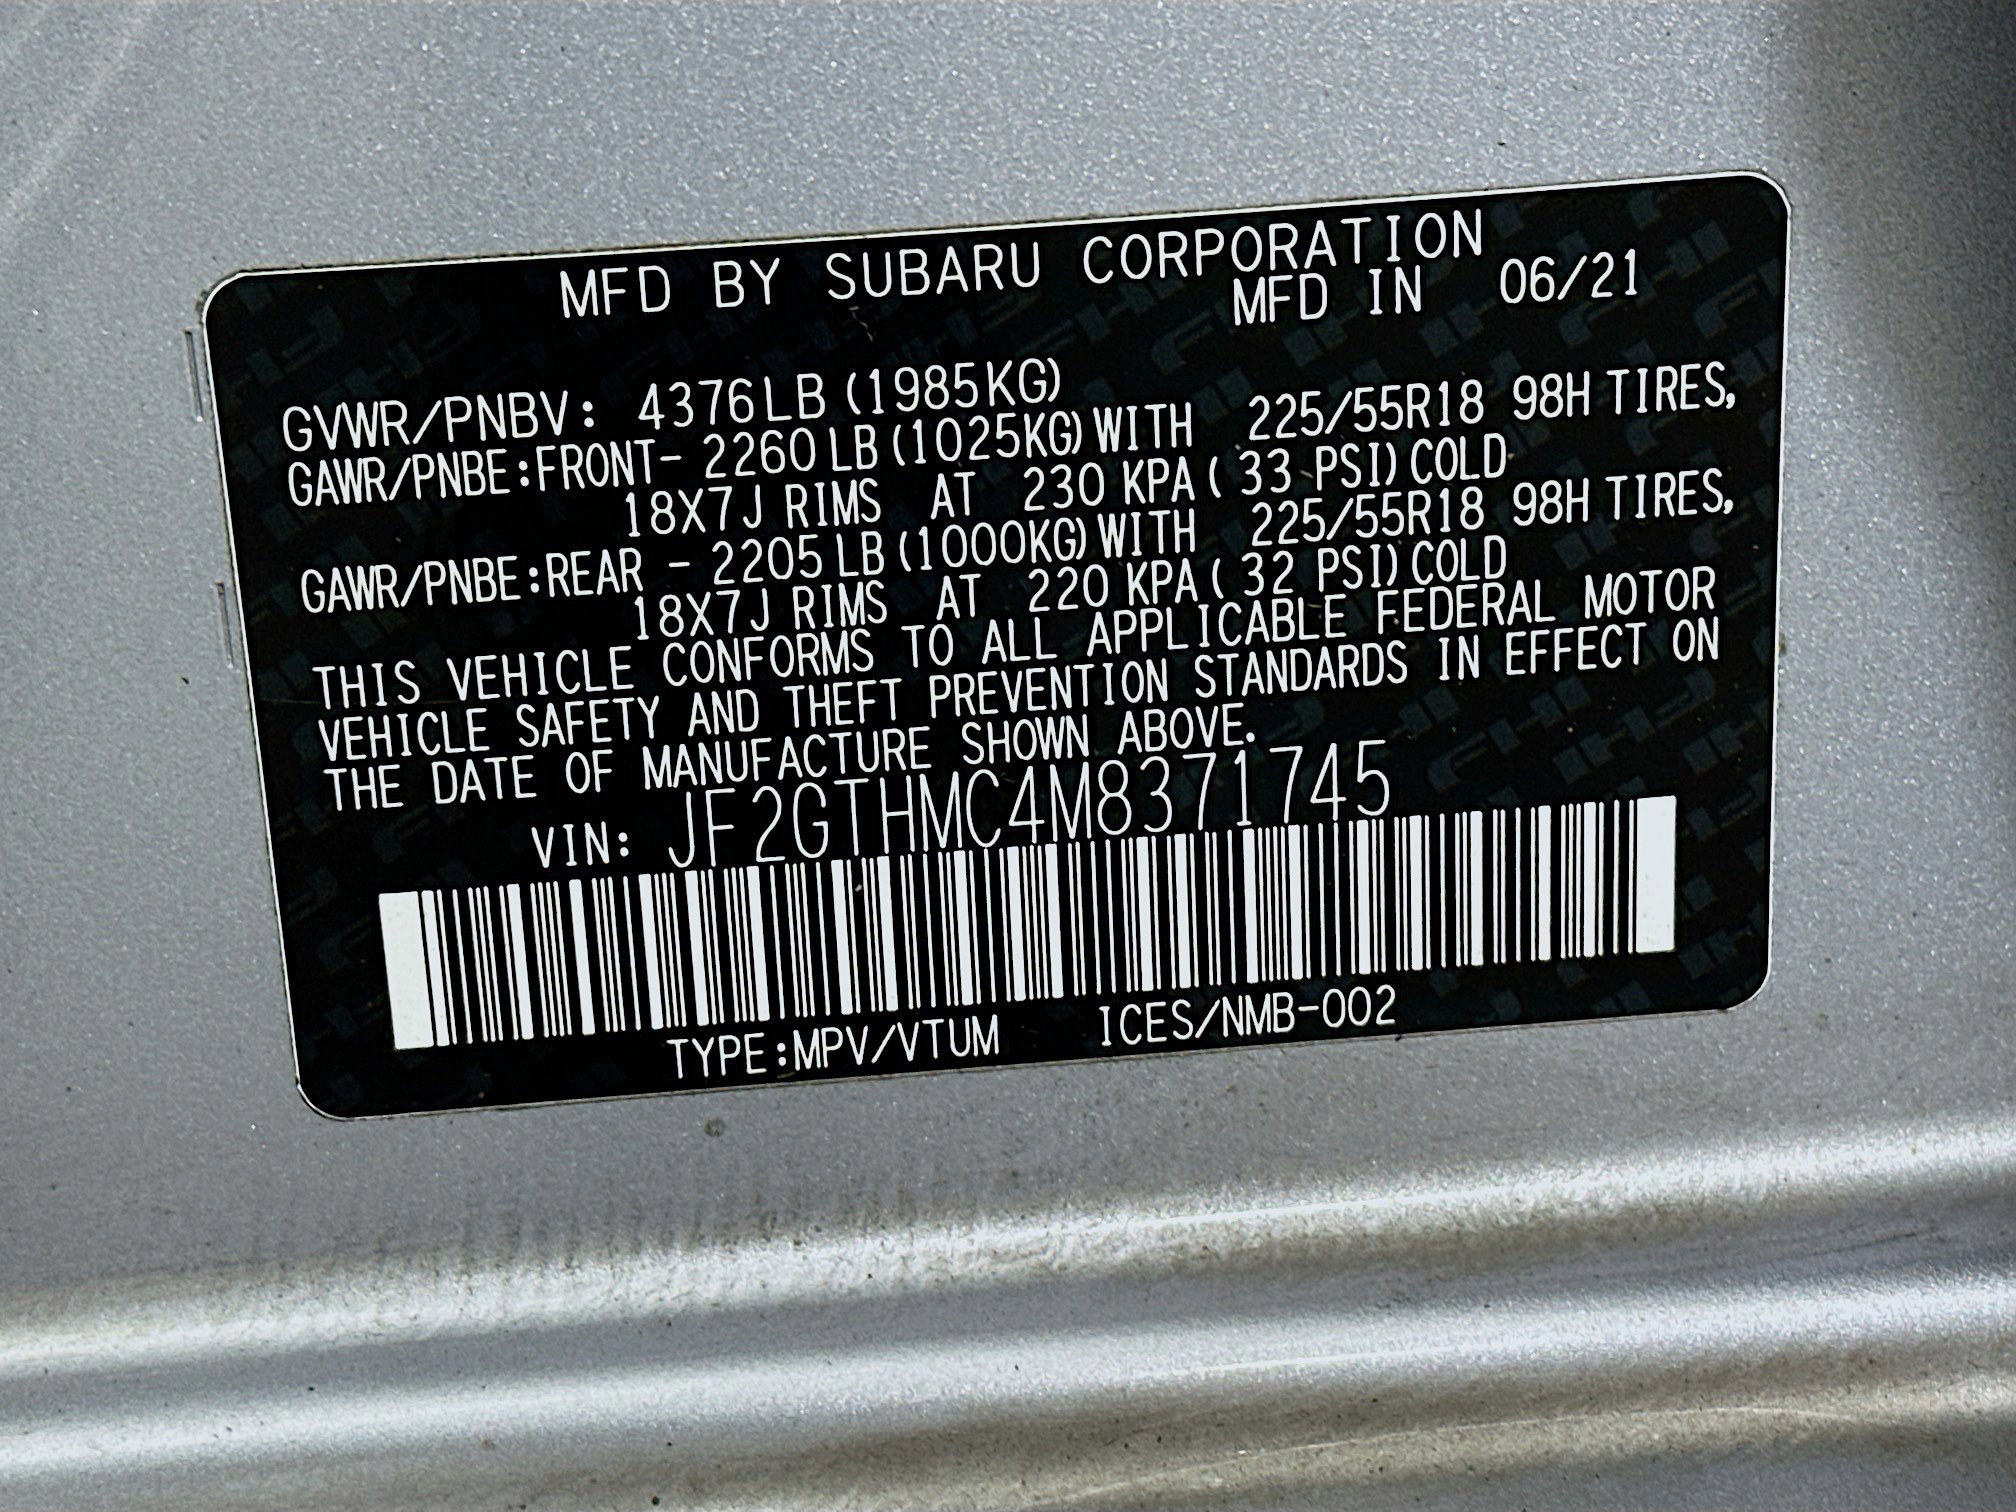 MFD BY SUBARU CORPORATION
MFD IN 06/21
GVWR/PNBV: 4376LB (1985KG)
GAWR/PNBE:FRONT- 2260LB (1025KG) WITH 225/55R18 98H TIRES,
18X7J RIMS AT 230 KPA ( 33 PSI) COLD
GAWR/PNBE:REAR - 2205LB (1000KG) WITH 225/55R18 98H TIRES,
18X7J RIMS AT 220 KPA ( 32 PSI) COLD
THIS VEHICLE CONFORMS TO ALL APPLICABLE FEDERAL MOTOR
VEHICLE SAFETY AND THEFT PREVENTION STANDARDS IN EFFECT ON
THE DATE OF MANUFACTURE SHOWN ABOVE.
VIN: JF2GTHMC4M8371745
TYPE:MPV/VTUM ICES/NMB-002